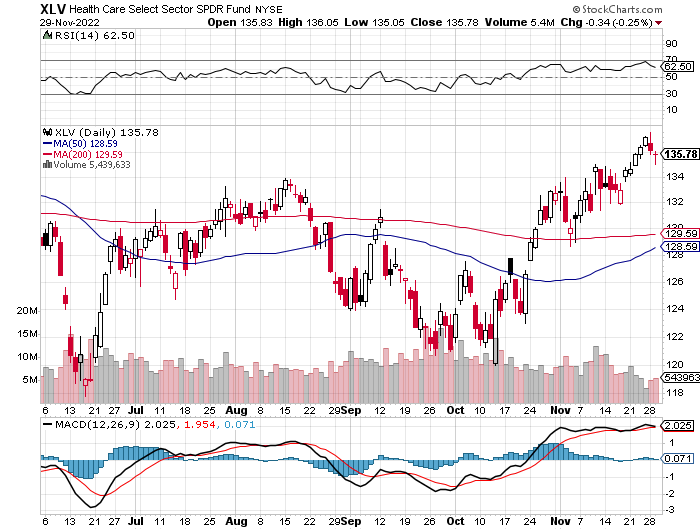 XLV Health Care Select Sector SPDR Fund NYSE © StockCharts.com
29-Nov-2022 Open 135.83 High 136.05 Low 135.05 Close 135.78 Volume 5.4M Chg -0.34 (-0.25%)
RSI(14) 62.50
90
70
62.50
50
30
10
XLV (Daily) 135.78
MA(50) 128.59
MA(200) 129.59
Volume 5,439,633
135.78
134
132
130
129.59
128.59
128
126
124
122
120
118
20M
15M
10M
5M
543963
6 13 21 27 Jul 11 18 25 Aug 8 15 22 Sep 12 19 26 Oct 10 17 24 Nov 7 14 21 28
MACD(12,26,9) 2.025, 1.954, 0.071
2.025
1
0.071
-1
-2
-3
6 13 21 27 Jul 11 18 25 Aug 8 15 22 Sep 12 19 26 Oct 10 17 24 Nov 7 14 21 28